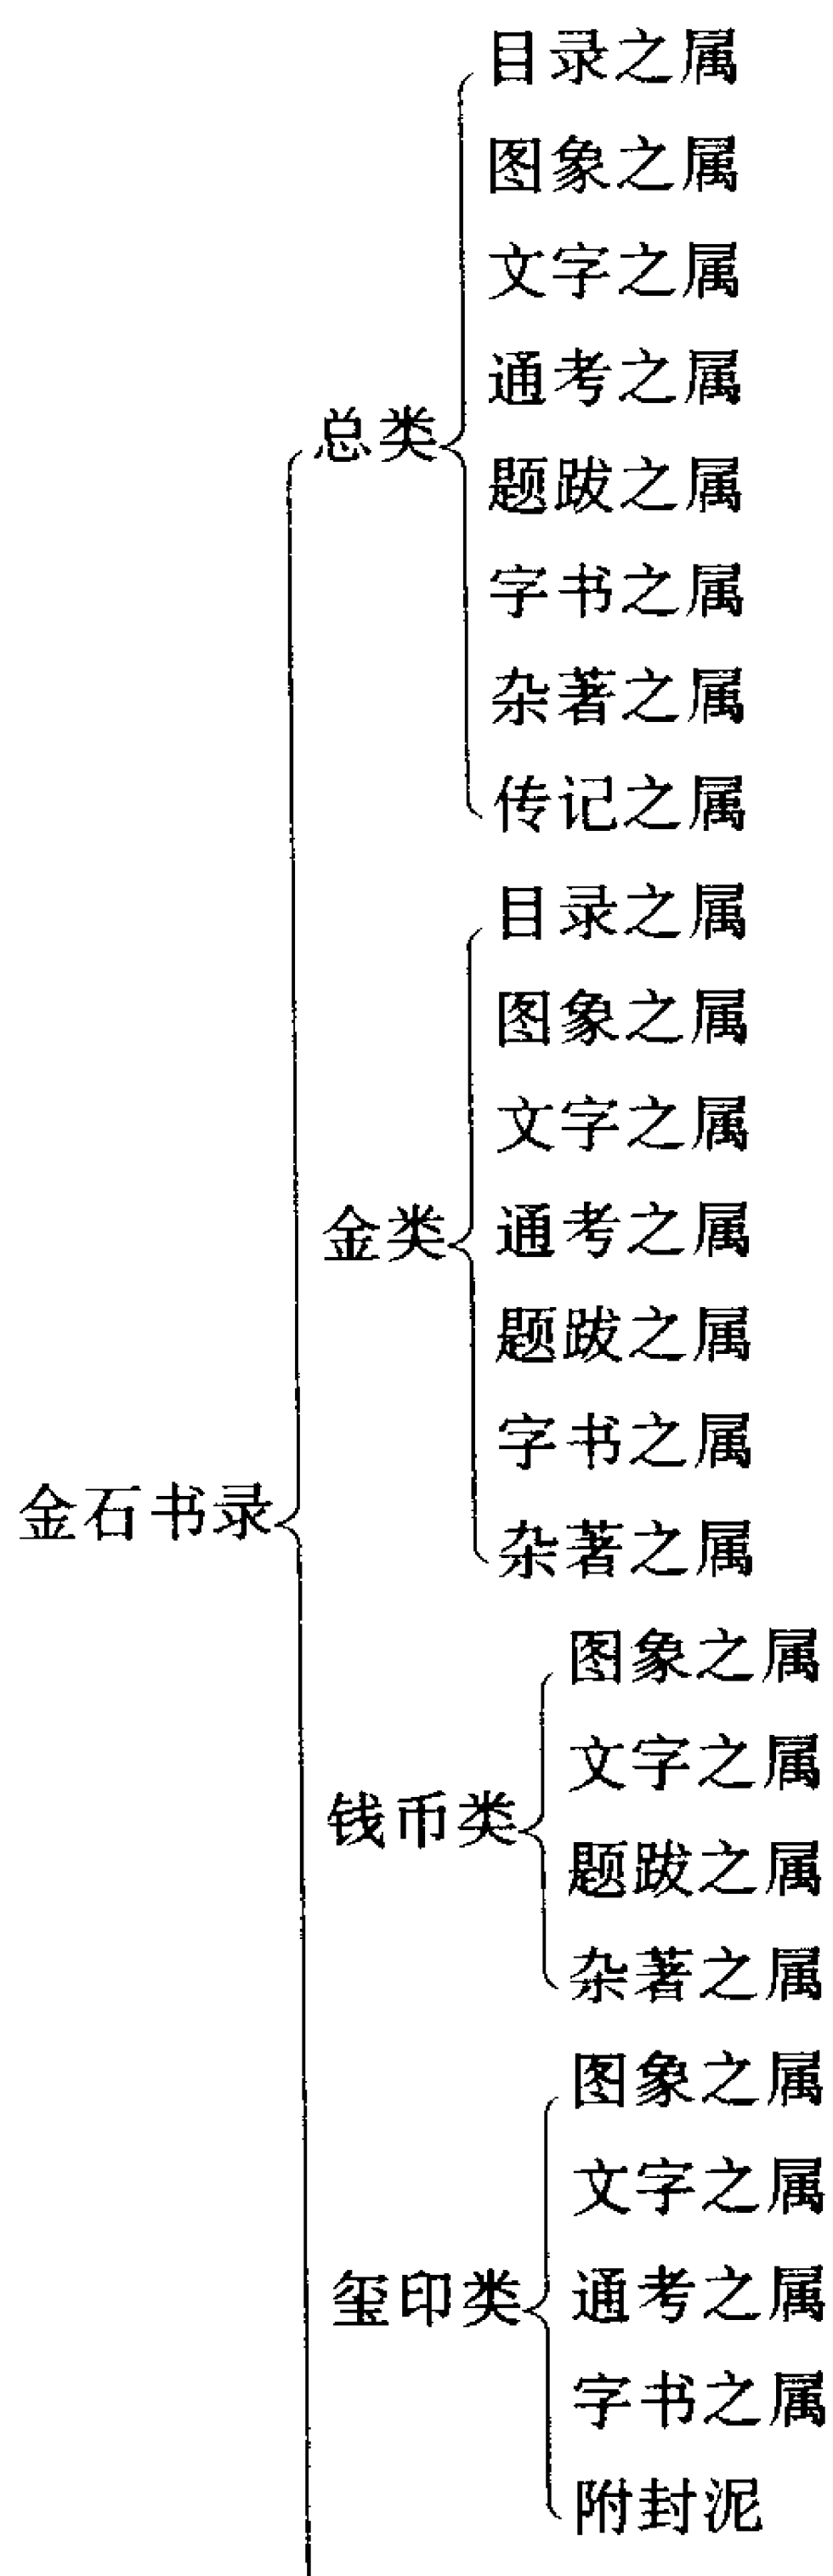 金石书录
总类
目录之属
图象之属
文字之属
通考之属
题跋之属
字书之属
杂著之属
传记之属
金类
目录之属
图象之属
文字之属
通考之属
题跋之属
字书之属
杂著之属
钱币类
图象之属
文字之属
题跋之属
杂著之属
玺印类
图象之属
文字之属
通考之属
字书之属
附封泥